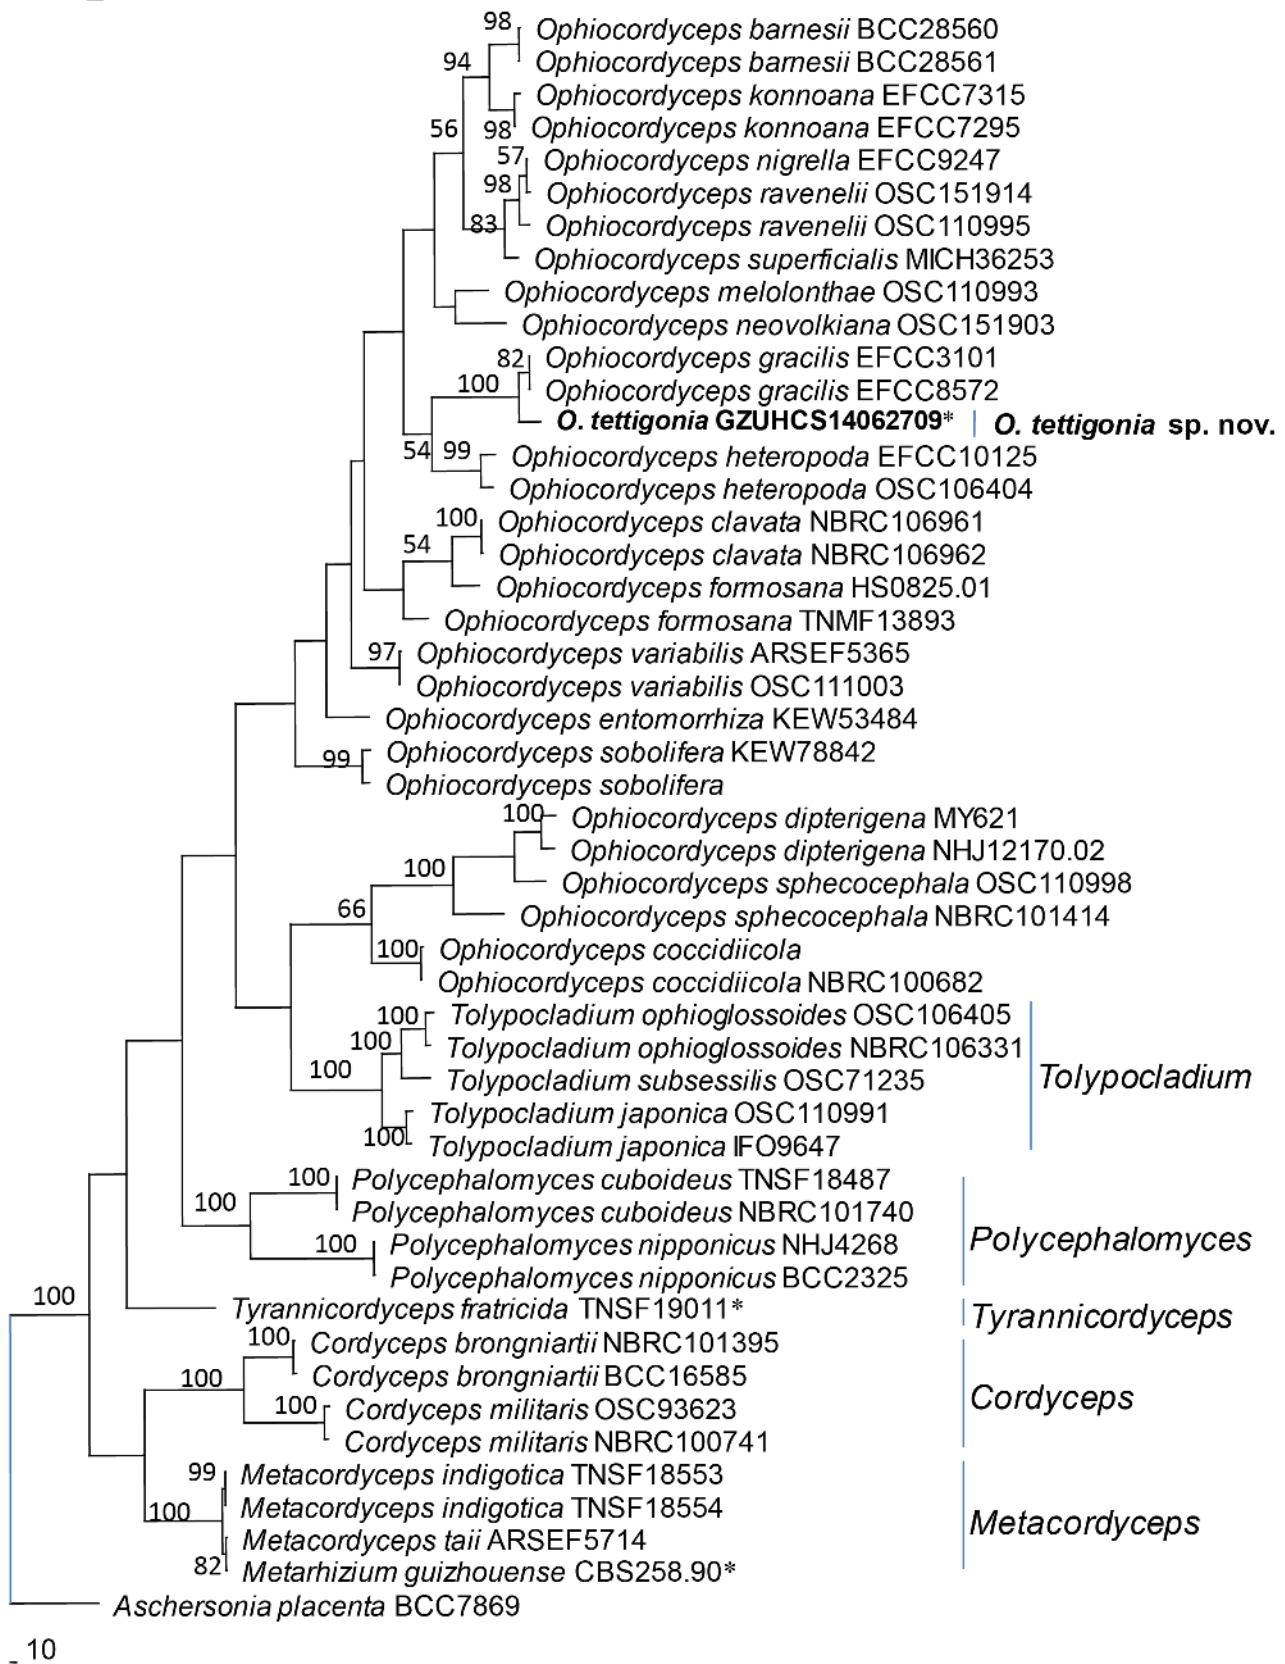 98
Ophiocordyceps barnesii BCC28560
Ophiocordyceps barnesii BCC28561
94
Ophiocordyceps konnoana EFCC7315
56
98
Ophiocordyceps konnoana EFCC7295
57
Ophiocordyceps nigrella EFCC9247
98
Ophiocordyceps ravenelii OSC151914
83
Ophiocordyceps ravenelii OSC110995
Ophiocordyceps superficialis MICH36253
Ophiocordyceps melolonthae OSC110993
Ophiocordyceps neovolkiana OSC151903
82
Ophiocordyceps gracilis EFCC3101
100
Ophiocordyceps gracilis EFCC8572
O. tettigonia GZUHCS14062709*
O. tettigonia sp. nov.
54
99
Ophiocordyceps heteropoda EFCC10125
Ophiocordyceps heteropoda OSC106404
100
Ophiocordyceps clavata NBRC106961
54
Ophiocordyceps clavata NBRC106962
Ophiocordyceps formosana HS0825.01
Ophiocordyceps formosana TNMF13893
97
Ophiocordyceps variabilis ARSEF5365
Ophiocordyceps variabilis OSC111003
Ophiocordyceps entomorrhiza KEW53484
99
Ophiocordyceps sobolifera KEW78842
Ophiocordyceps sobolifera
100
Ophiocordyceps dipterigena MY621
Ophiocordyceps dipterigena NHJ12170.02
100
Ophiocordyceps sphecocephala OSC110998
66
Ophiocordyceps sphecocephala NBRC101414
100
Ophiocordyceps coccidiicola
Ophiocordyceps coccidiicola NBRC100682
100
Tolypocladium ophioglossoides OSC106405
100
Tolypocladium ophioglossoides NBRC106331
100
Tolypocladium subsessilis OSC71235
Tolypocladium
Tolypocladium japonica OSC110991
100
Tolypocladium japonica IFO9647
100
Polycephalomyces cuboideus TNSF18487
100
Polycephalomyces cuboideus NBRC101740
100
Polycephalomyces nipponicus NHJ4268
Polycephalomyces
Polycephalomyces nipponicus BCC2325
100
Tyrannicordyceps fratricida TNSF19011*
Tyrannicordyceps
100
Cordyceps brongniartii NBRC101395
100
Cordyceps brongniartii BCC16585
Cordyceps
100
Cordyceps militaris OSC93623
Cordyceps militaris NBRC100741
99
Metacordyceps indigotica TNSF18553
100
Metacordyceps indigotica TNSF18554
Metacordyceps
Metacordyceps taii ARSEF5714
82
Metarhizium guizhouense CBS258.90*
Aschersonia placenta BCC7869
10